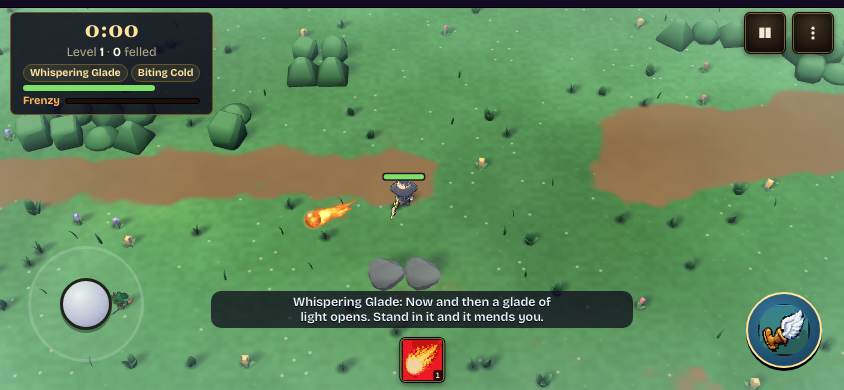 0:00
Level 1 · 0 felled
Whispering Glade Biting Cold
Frenzy
Whispering Glade: Now and then a glade of
light opens. Stand in it and it mends you.
1